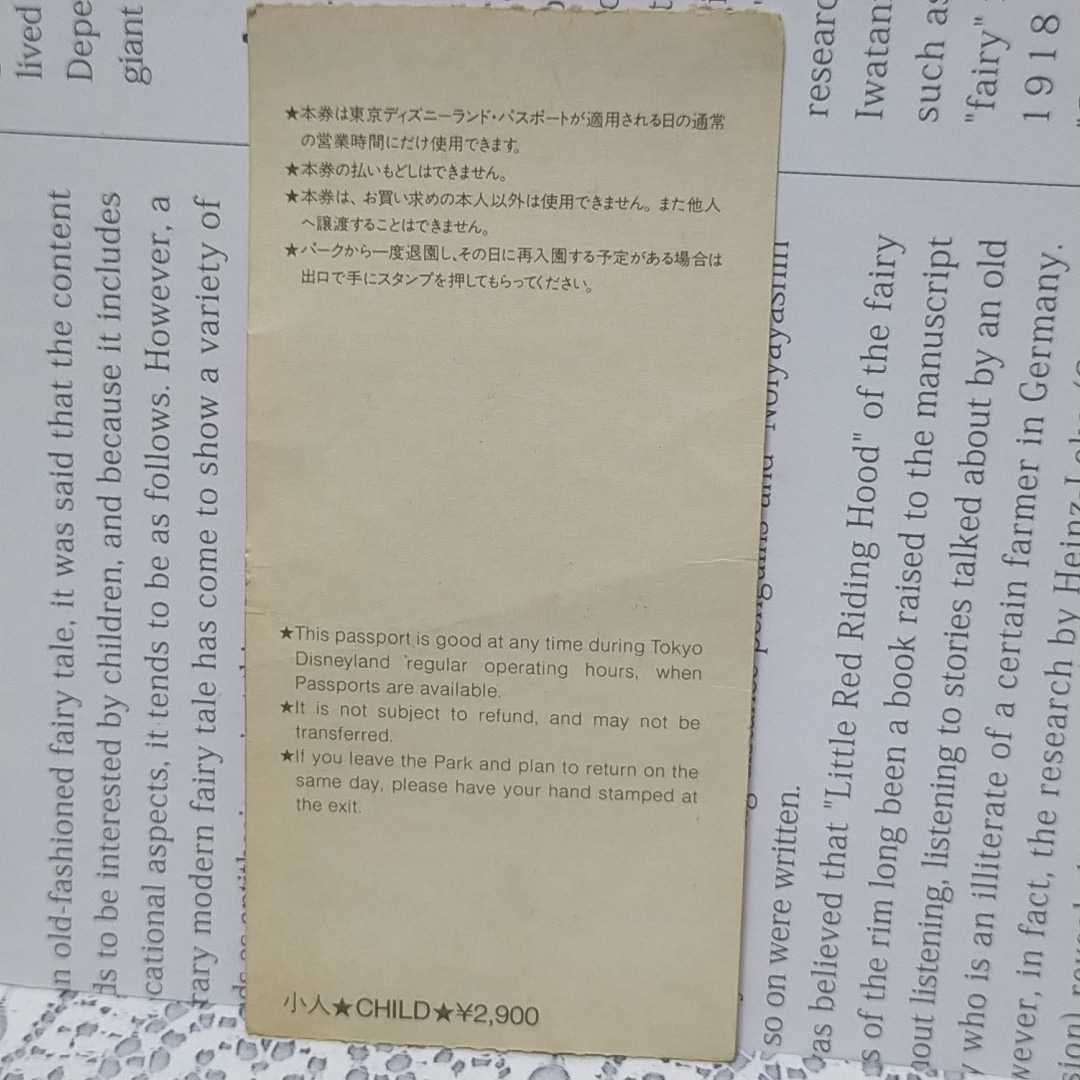 ★本券は東京ディズニーランド・パスポートが適用される日の通常
の営業時間にだけ使用できます。
★本券の払いもどしはできません。
★本券は、お買い求めの本人以外は使用できません。また他人
へ譲渡することはできません。
★パークから一度退園し、その日に再入園する予定がある場合は
出口で手にスタンプを押してもらってください。
★This passport is good at any time during Tokyo
Disneyland regular operating hours, when
Passports are available.
★It is not subject to refund, and may not be
transferred.
★If you leave the Park and plan to return on the
same day, please have your hand stamped at
the exit.
小人★CHILD★¥2,900
lived
Depe
giant
n old-fashioned fairy tale, it was said that the content
ds to be interested by children, and because it includes
cational aspects, it tends to be as follows. However, a
rary modern fairy tale has come to show a variety of
researc
Iwatan
such as
"fairy"
1918
so on were written.
as believed that "Little Red Riding Hood" of the fairy
s of the rim long been a book raised to the manuscript
out listening, listening to stories talked about by an old
who is an illiterate of a certain farmer in Germany.
wever, in fact, the research by Heinz